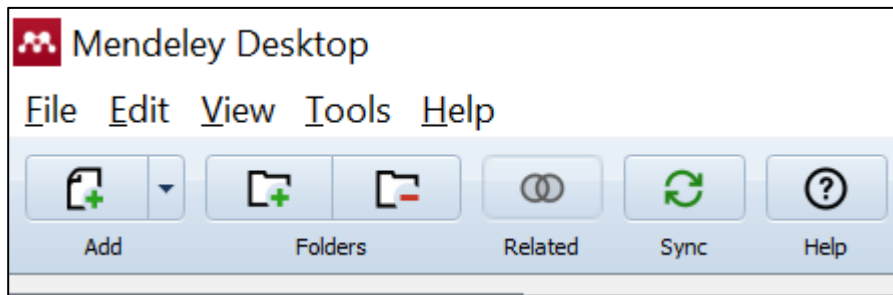 Mendeley Desktop
File Edit View Tools Help
Add Folders Related Sync Help